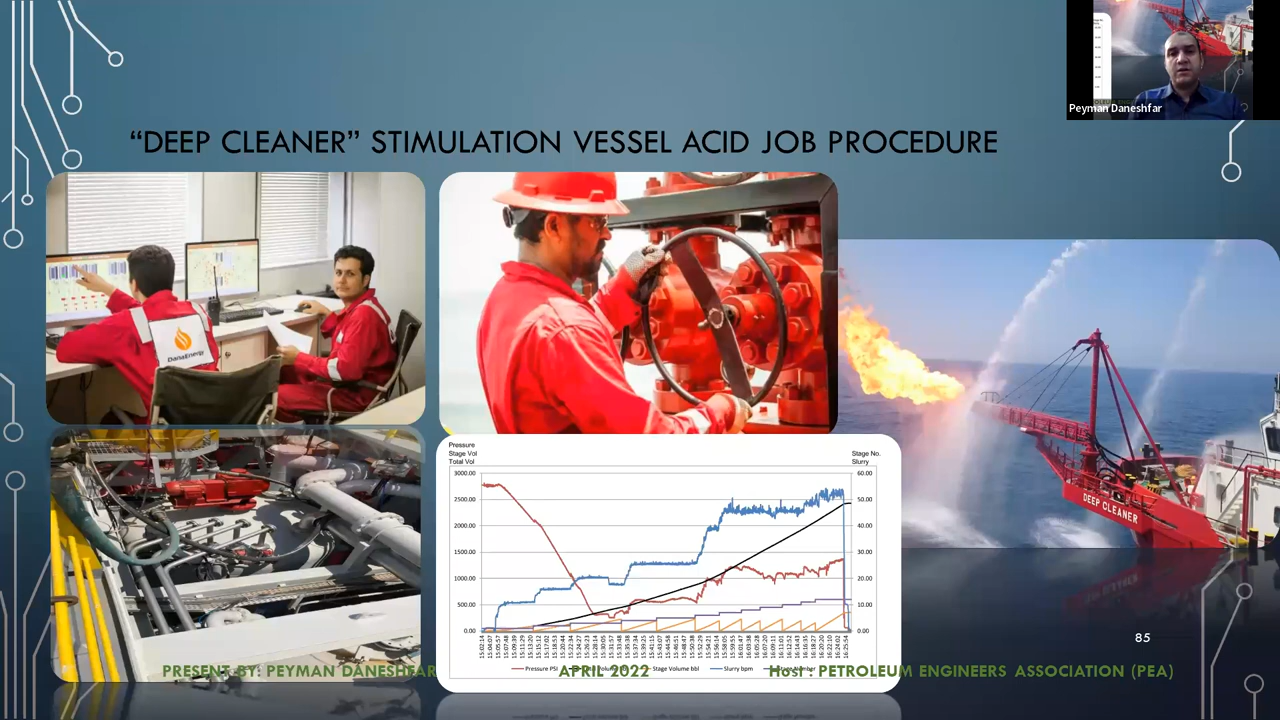 Peyman Daneshfar
“DEEP CLEANER” STIMULATION VESSEL ACID JOB PROCEDURE
DanaEnergy
DEEP CLEANER
Pressure
Stage Vol
Total Vol
Stage No.
Slurry
3000.00
2500.00
2000.00
1500.00
1000.00
500.00
0.00
60.00
50.00
40.00
30.00
20.00
10.00
0.00
Pressure PSI
Stage Volume bbl
Slurry bpm
85
PRESENT BY: PEYMAN DANESHFAR
APRIL 2022
Host : PETROLEUM ENGINEERS ASSOCIATION (PEA)